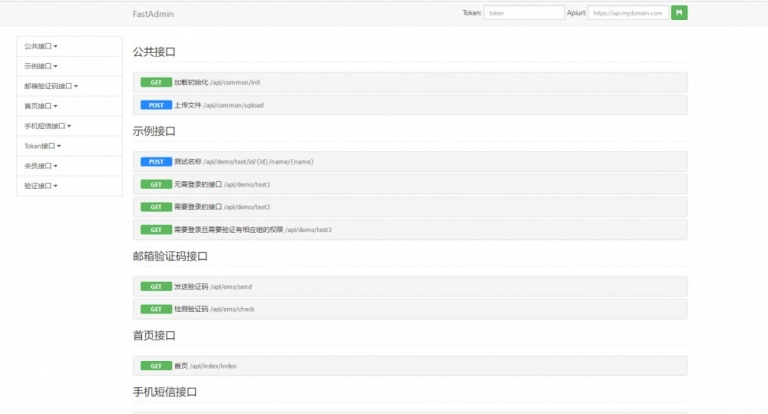 FastAdmin
Token: token Apiurl: https://api.mydomain.com
公共接口
示例接口
邮箱验证码接口
首页接口
手机短信接口
Token接口
会员接口
验证接口
公共接口
GET 加载初始化 /api/common/init
POST 上传文件 /api/common/upload
示例接口
POST 测试名称 /api/demo/test/id/{id}/name/{name}
GET 无需登录的接口 /api/demo/test1
GET 需要登录的接口 /api/demo/test2
GET 需要登录且需要验证有相应组的权限 /api/demo/test3
邮箱验证码接口
GET 发送验证码 /api/ems/send
GET 检测验证码 /api/ems/check
首页接口
GET 首页 /api/index/index
手机短信接口